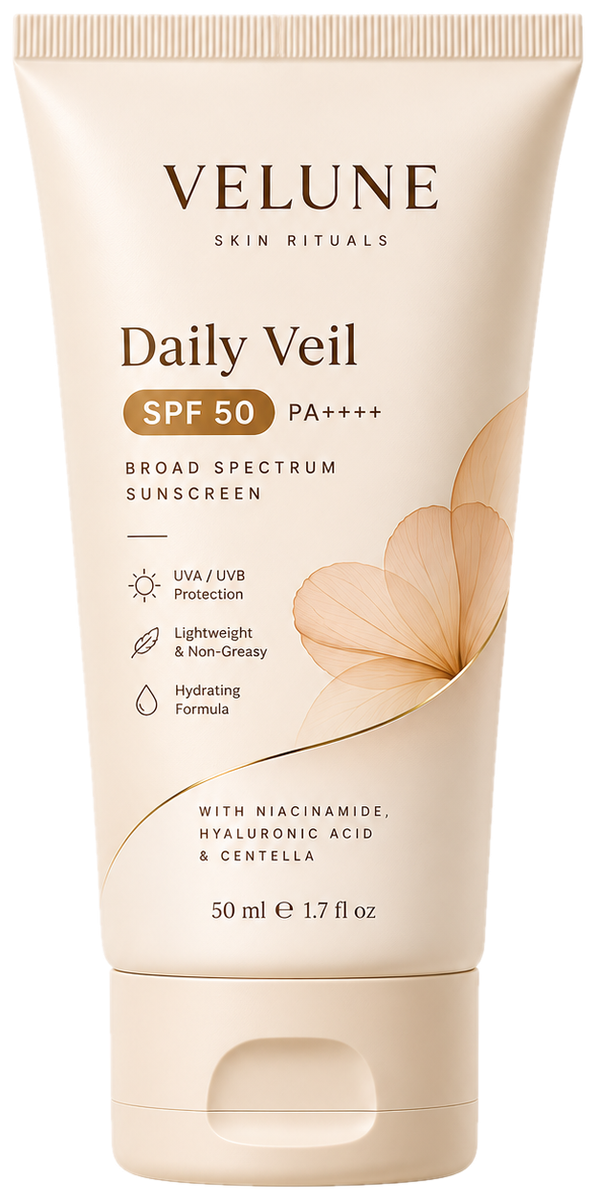 VELUNE
SKIN RITUALS
Daily Veil
SPF 50 PA++++
BROAD SPECTRUM
SUNSCREEN
UVA / UVB
Protection
Lightweight
& Non-Greasy
Hydrating
Formula
WITH NIACINAMIDE,
HYALURONIC ACID
& CENTELLA
50 ml ℮ 1.7 fl oz